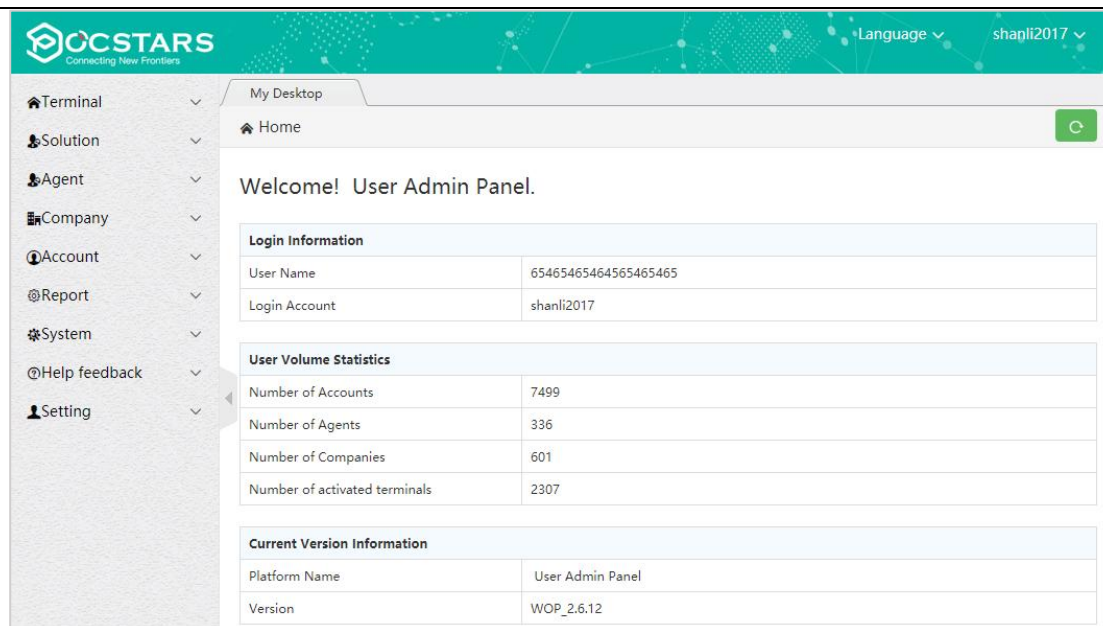 POCSTARS
Connecting New Frontiers
Language
shanli2017
Terminal
Solution
Agent
Company
Account
Report
System
Help feedback
Setting
My Desktop
Home
Welcome! User Admin Panel.
Login Information
User Name 65465465464565465465
Login Account shanli2017
User Volume Statistics
Number of Accounts 7499
Number of Agents 336
Number of Companies 601
Number of activated terminals 2307
Current Version Information
Platform Name User Admin Panel
Version WOP_2.6.12